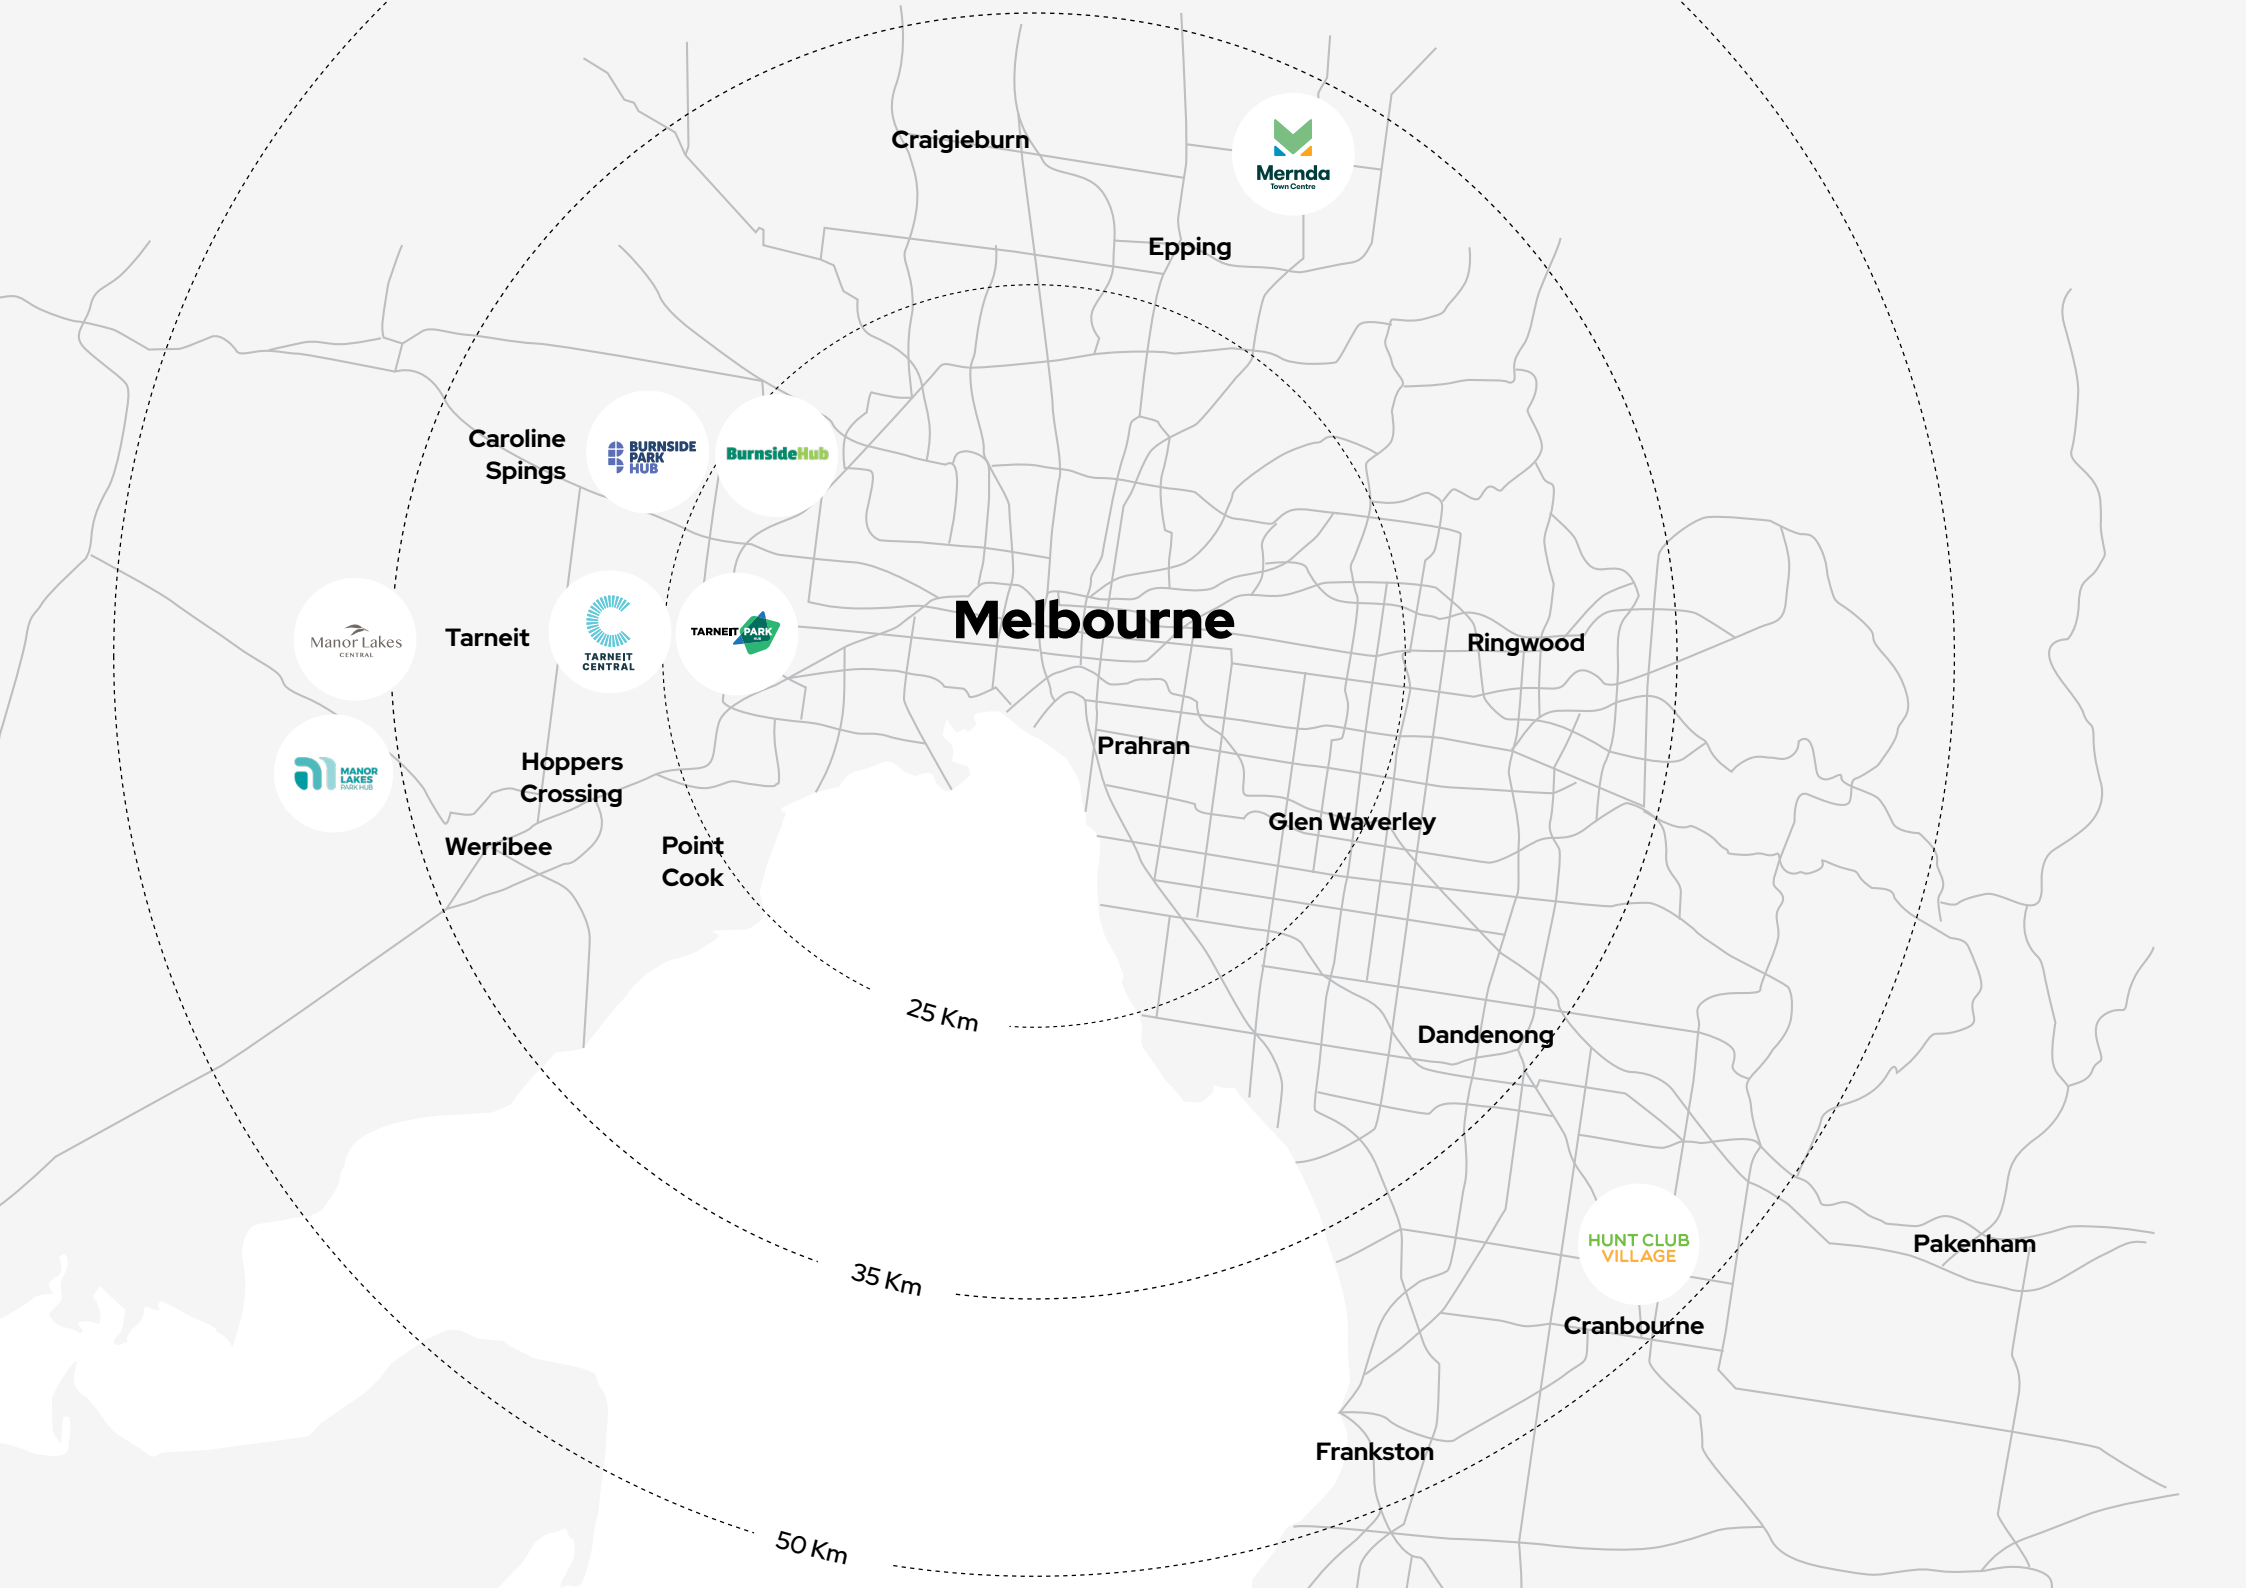 Craigieburn
Mernda
Town Centre
Epping
Caroline
Spings
BURNSIDE
PARK
HUB
BurnsideHub
Melbourne
Manor Lakes
CENTRAL
Tarneit
TARNEIT
CENTRAL
TARNEIT PARK
HUB
Ringwood
Prahran
MANOR
LAKES
PARK HUB
Hoppers
Crossing
Glen Waverley
Werribee
Point
Cook
25 Km
Dandenong
HUNT CLUB
VILLAGE
Pakenham
35 Km
Cranbourne
Frankston
50 Km